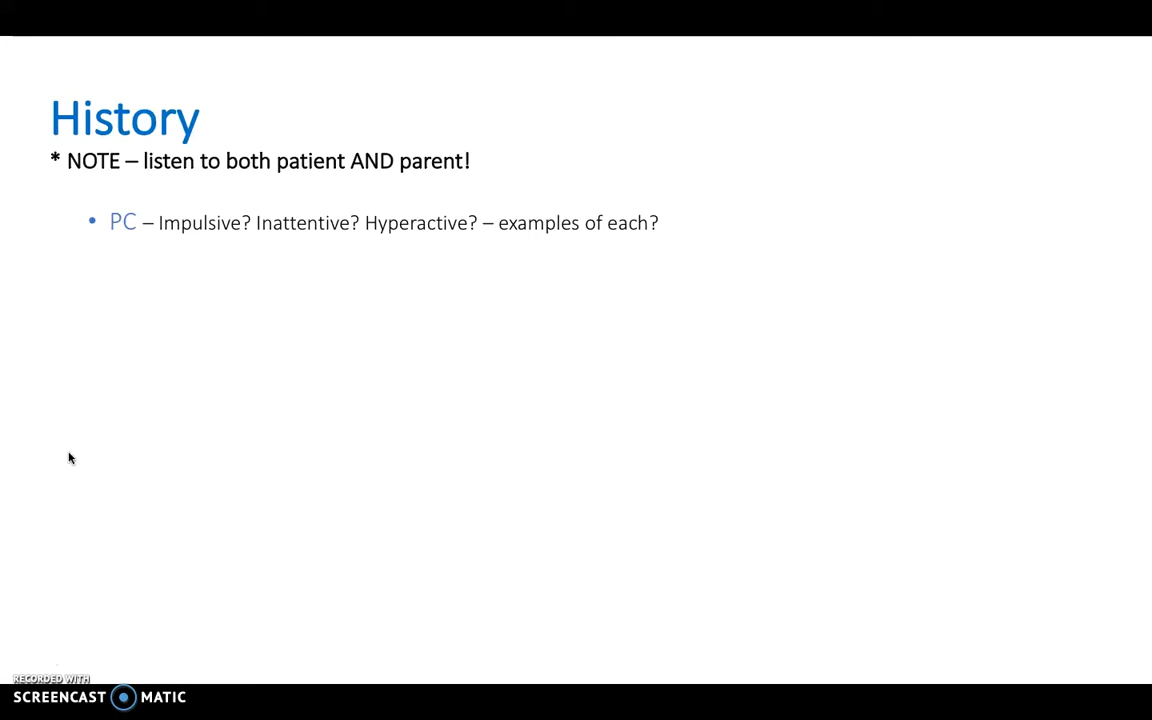 History
* NOTE – listen to both patient AND parent!
• PC – Impulsive? Inattentive? Hyperactive? – examples of each?
RECORDED WITH
SCREENCAST MATIC